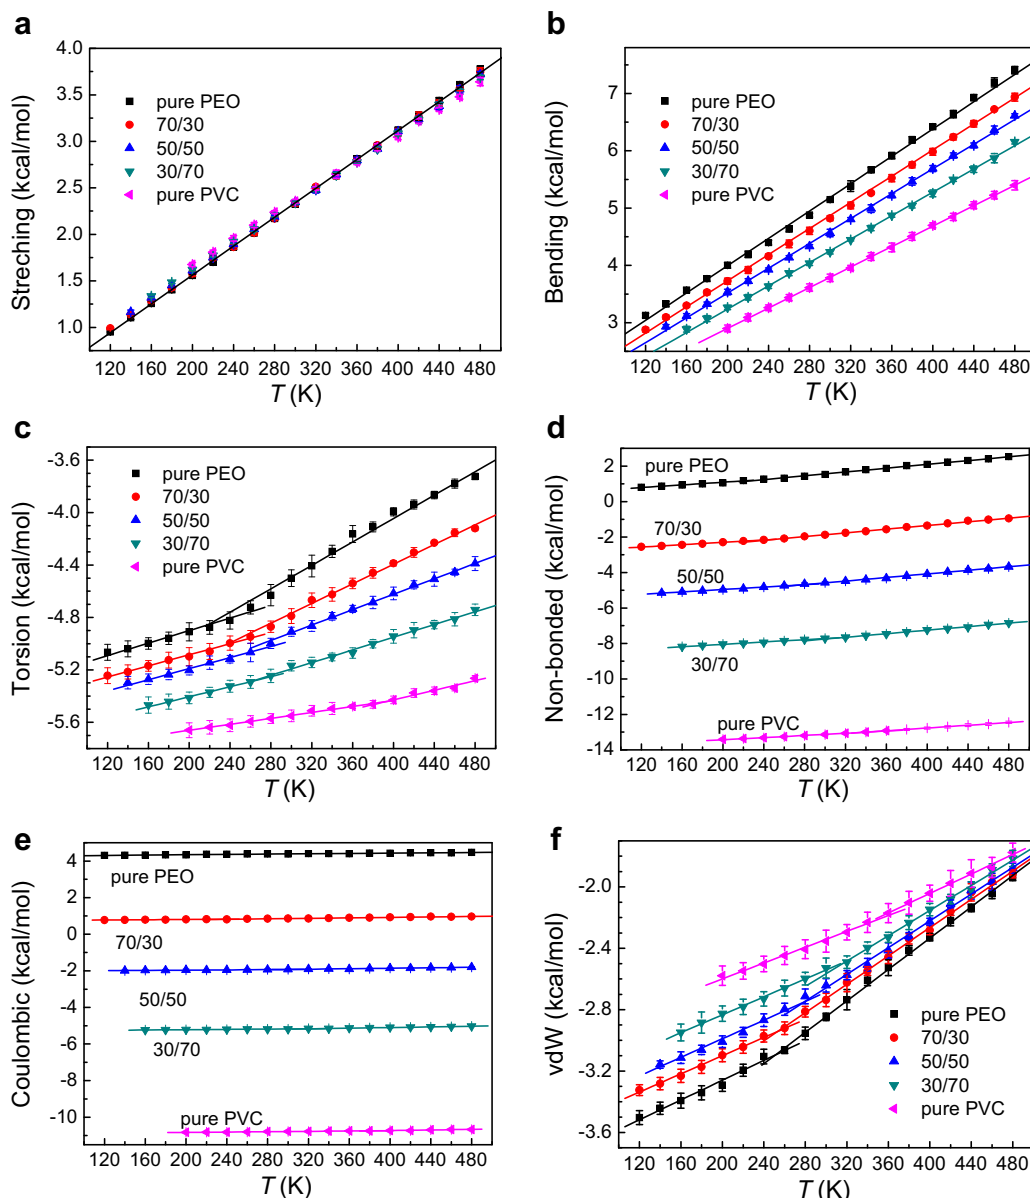 a
4.0
3.5
3.0
2.5
2.0
1.5
1.0
Streching (kcal/mol)
pure PEO
70/30
50/50
30/70
pure PVC
120 160 200 240 280 320 360 400 440 480
T (K)
b
7
6
5
4
3
Bending (kcal/mol)
pure PEO
70/30
50/50
30/70
pure PVC
120 160 200 240 280 320 360 400 440 480
T (K)
c
-3.6
-4.0
-4.4
-4.8
-5.2
-5.6
Torsion (kcal/mol)
pure PEO
70/30
50/50
30/70
pure PVC
120 160 200 240 280 320 360 400 440 480
T (K)
d
2
0
-2
-4
-6
-8
-10
-12
-14
Non-bonded (kcal/mol)
pure PEO
70/30
50/50
30/70
pure PVC
120 160 200 240 280 320 360 400 440 480
T (K)
e
4
2
0
-2
-4
-6
-8
-10
Coulombic (kcal/mol)
pure PEO
70/30
50/50
30/70
pure PVC
120 160 200 240 280 320 360 400 440 480
T (K)
f
-2.0
-2.4
-2.8
-3.2
-3.6
vdW (kcal/mol)
pure PEO
70/30
50/50
30/70
pure PVC
120 160 200 240 280 320 360 400 440 480
T (K)